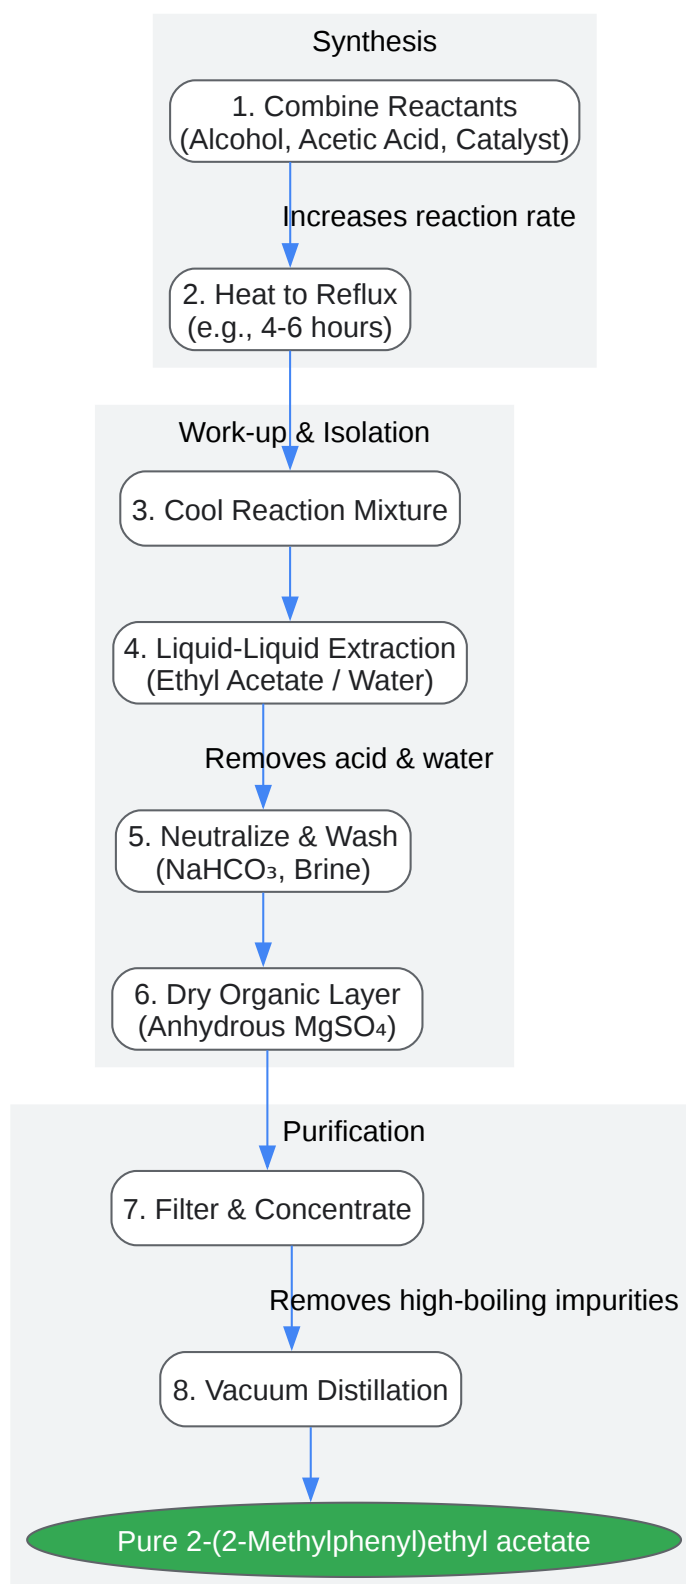 Synthesis
1. Combine Reactants
(Alcohol, Acetic Acid, Catalyst)
Increases reaction rate
2. Heat to Reflux
(e.g., 4-6 hours)
Work-up & Isolation
3. Cool Reaction Mixture
4. Liquid-Liquid Extraction
(Ethyl Acetate / Water)
Removes acid & water
5. Neutralize & Wash
(NaHCO₃, Brine)
6. Dry Organic Layer
(Anhydrous MgSO₄)
Purification
7. Filter & Concentrate
Removes high-boiling impurities
8. Vacuum Distillation
Pure 2-(2-Methylphenyl)ethyl acetate